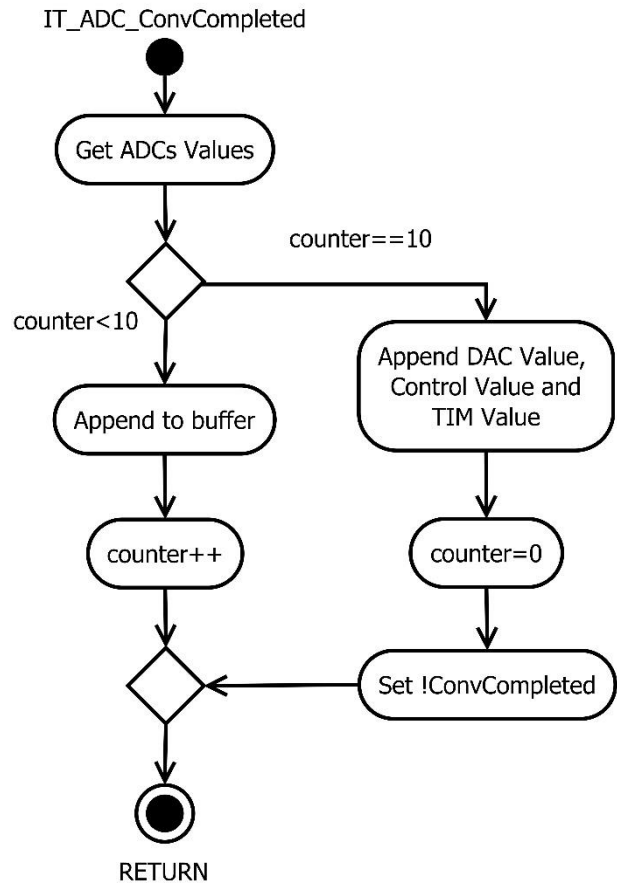 IT_ADC_ConvCompleted
Get ADCs Values
counter==10
counter<10
Append DAC Value,
Control Value and
TIM Value
Append to buffer
counter++
counter=0
Set !ConvCompleted
RETURN